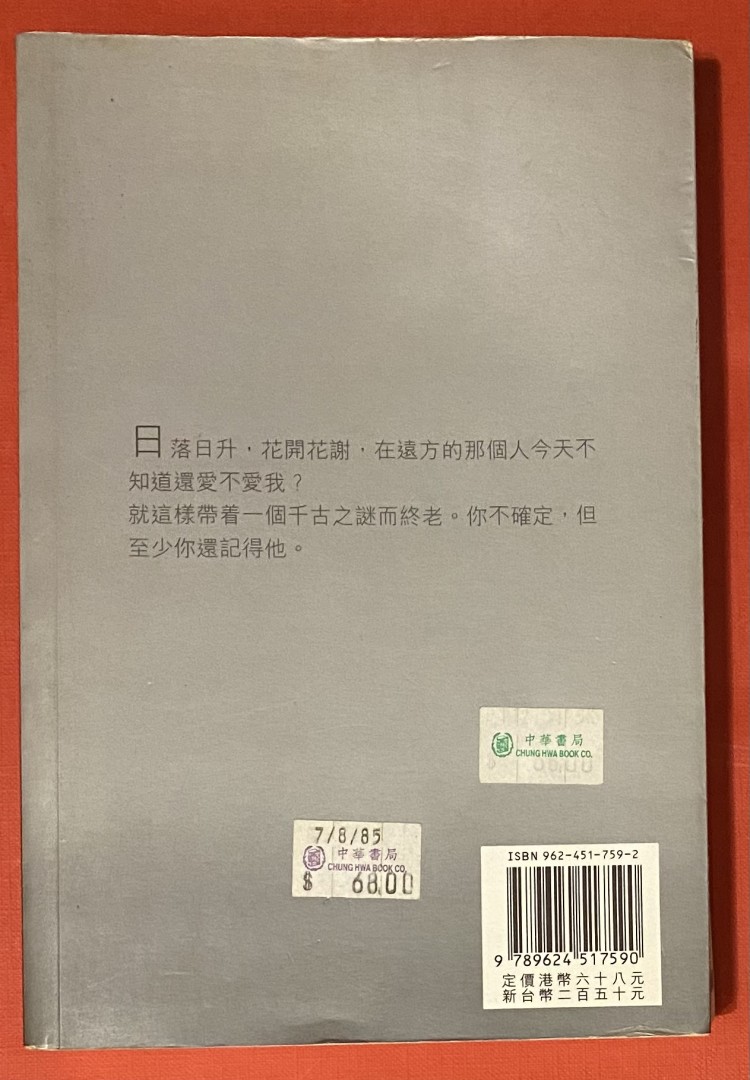 日落日升，花開花謝，在遠方的那個人今天不
知道還愛不愛我？
就這樣帶着一個千古之謎而終老。你不確定，但
至少你還記得他。
中華書局
CHUNG HWA BOOK CO.
7/8/85
中華書局
CHUNG HWA BOOK CO.
$ 68.00
ISBN 962-451-759-2
9 789624 517590
定價港幣六十八元
新台幣二百五十元